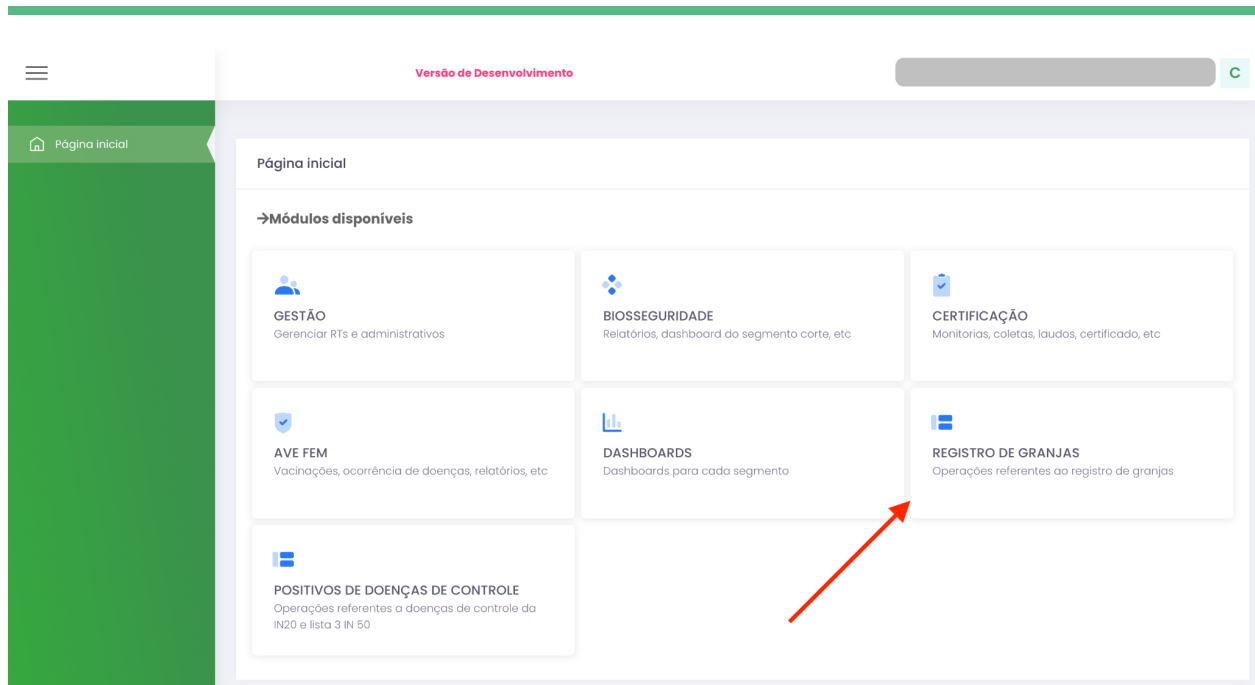 Versão de Desenvolvimento
C
Página inicial
Página inicial
→Módulos disponíveis
GESTÃO
Gerenciar RTs e administrativos
BIOSSEGURIDADE
Relatórios, dashboard do segmento corte, etc
CERTIFICAÇÃO
Monitorias, coletas, laudos, certificado, etc
AVE FEM
Vacinações, ocorrência de doenças, relatórios, etc
DASHBOARDS
Dashboards para cada segmento
REGISTRO DE GRANJAS
Operações referentes ao registro de granjas
POSITIVOS DE DOENÇAS DE CONTROLE
Operações referentes a doenças de controle da
IN20 e lista 3 IN 50